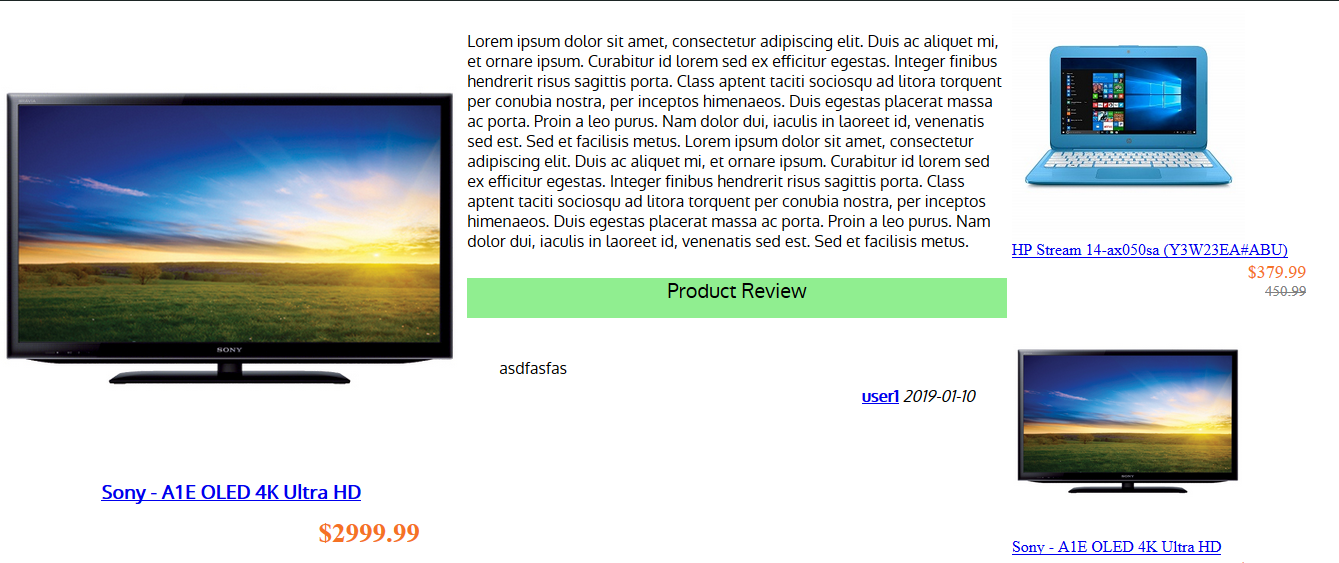 SONY
Sony - A1E OLED 4K Ultra HD
$2999.99
Lorem ipsum dolor sit amet, consectetur adipiscing elit. Duis ac aliquet mi,
et ornare ipsum. Curabitur id lorem sed ex efficitur egestas. Integer finibus
hendrerit risus sagittis porta. Class aptent taciti sociosqu ad litora torquent
per conubia nostra, per inceptos himenaeos. Duis egestas placerat massa
ac porta. Proin a leo purus. Nam dolor dui, iaculis in laoreet id, venenatis
sed est. Sed et facilisis metus. Lorem ipsum dolor sit amet, consectetur
adipiscing elit. Duis ac aliquet mi, et ornare ipsum. Curabitur id lorem sed
ex efficitur egestas. Integer finibus hendrerit risus sagittis porta. Class
aptent taciti sociosqu ad litora torquent per conubia nostra, per inceptos
himenaeos. Duis egestas placerat massa ac porta. Proin a leo purus. Nam
dolor dui, iaculis in laoreet id, venenatis sed est. Sed et facilisis metus.
Product Review
asdfasfas
user1 2019-01-10
HP Stream 14-ax050sa (Y3W23EA#ABU)
$379.99
450.99
SONY
Sony - A1E OLED 4K Ultra HD